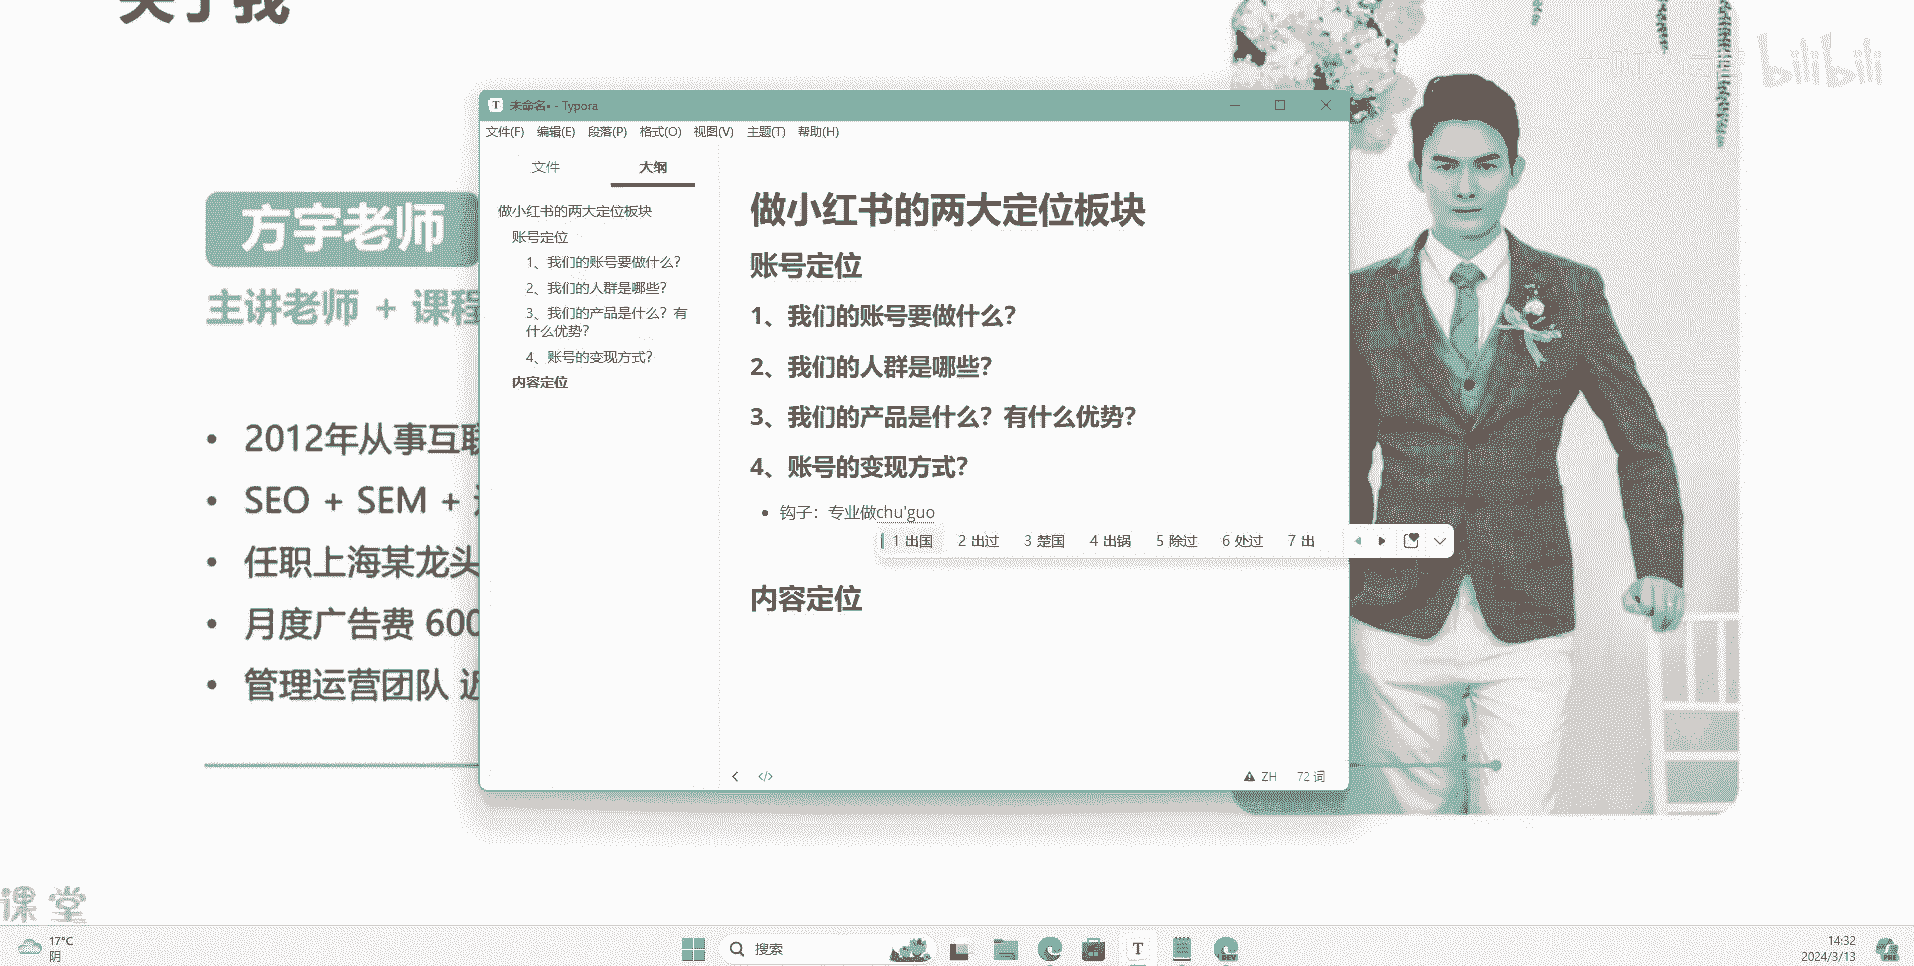 关于我
bilibili
未命名• - Typora
文件(F) 编辑(E) 段落(P) 格式(O) 视图(V) 主题(T) 帮助(H)
文件 大纲
做小红书的两大定位板块
账号定位
1、我们的账号要做什么？
2、我们的人群是哪些？
3、我们的产品是什么？有
什么优势？
4、账号的变现方式？
内容定位
做小红书的两大定位板块
账号定位
1、我们的账号要做什么？
2、我们的人群是哪些？
3、我们的产品是什么？有什么优势？
4、账号的变现方式？
• 钩子：专业做chu'guo
1 出国 2 出过 3 楚国 4 出锅 5 除过 6 处过 7 出
内容定位
</> ZH 72 词
方宇老师
主讲老师 + 课程
• 2012年从事互联
• SEO + SEM +
• 任职上海某龙头
• 月度广告费 600
• 管理运营团队 近
课堂
17°C
阴
搜索
T
DEV
14:32
2024/3/13
PRE